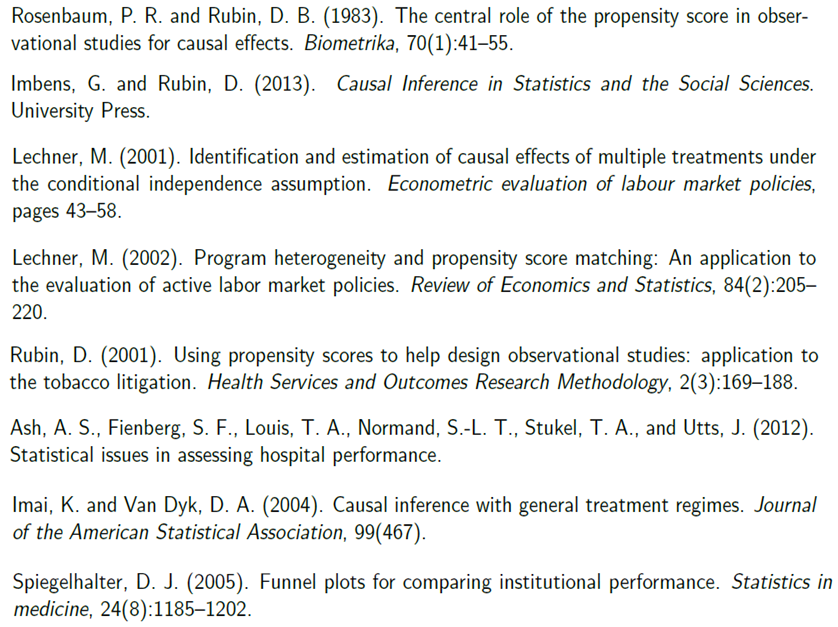 Rosenbaum, P. R. and Rubin, D. B. (1983). The central role of the propensity score in obser-
vational studies for causal effects. Biometrika, 70(1):41–55.
Imbens, G. and Rubin, D. (2013). Causal Inference in Statistics and the Social Sciences.
University Press.
Lechner, M. (2001). Identification and estimation of causal effects of multiple treatments under
the conditional independence assumption. Econometric evaluation of labour market policies,
pages 43–58.
Lechner, M. (2002). Program heterogeneity and propensity score matching: An application to
the evaluation of active labor market policies. Review of Economics and Statistics, 84(2):205–
220.
Rubin, D. (2001). Using propensity scores to help design observational studies: application to
the tobacco litigation. Health Services and Outcomes Research Methodology, 2(3):169–188.
Ash, A. S., Fienberg, S. F., Louis, T. A., Normand, S.-L. T., Stukel, T. A., and Utts, J. (2012).
Statistical issues in assessing hospital performance.
Imai, K. and Van Dyk, D. A. (2004). Causal inference with general treatment regimes. Journal
of the American Statistical Association, 99(467).
Spiegelhalter, D. J. (2005). Funnel plots for comparing institutional performance. Statistics in
medicine, 24(8):1185–1202.